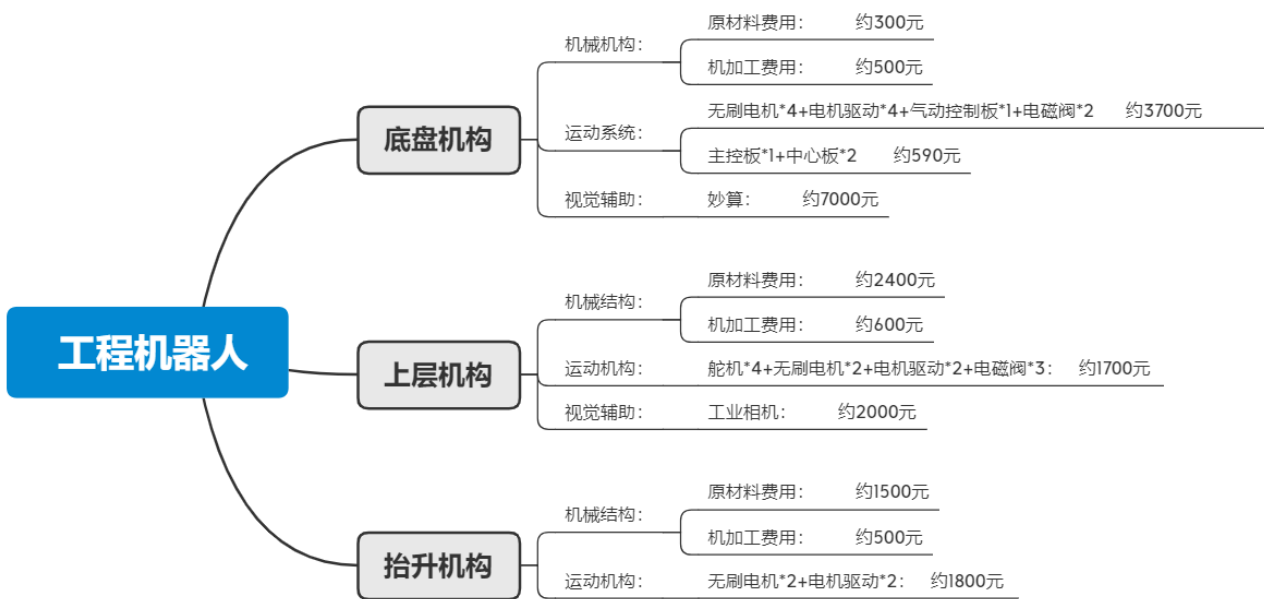 工程机器人
底盘机构
机械机构：
原材料费用： 约300元
机加工费用： 约500元
运动系统：
无刷电机*4+电机驱动*4+气动控制板*1+电磁阀*2 约3700元
主控板*1+中心板*2 约590元
视觉辅助：
妙算： 约7000元
上层机构
机械结构：
原材料费用： 约2400元
机加工费用： 约600元
运动机构：
舵机*4+无刷电机*2+电机驱动*2+电磁阀*3： 约1700元
视觉辅助：
工业相机： 约2000元
抬升机构
机械结构：
原材料费用： 约1500元
机加工费用： 约500元
运动机构：
无刷电机*2+电机驱动*2： 约1800元